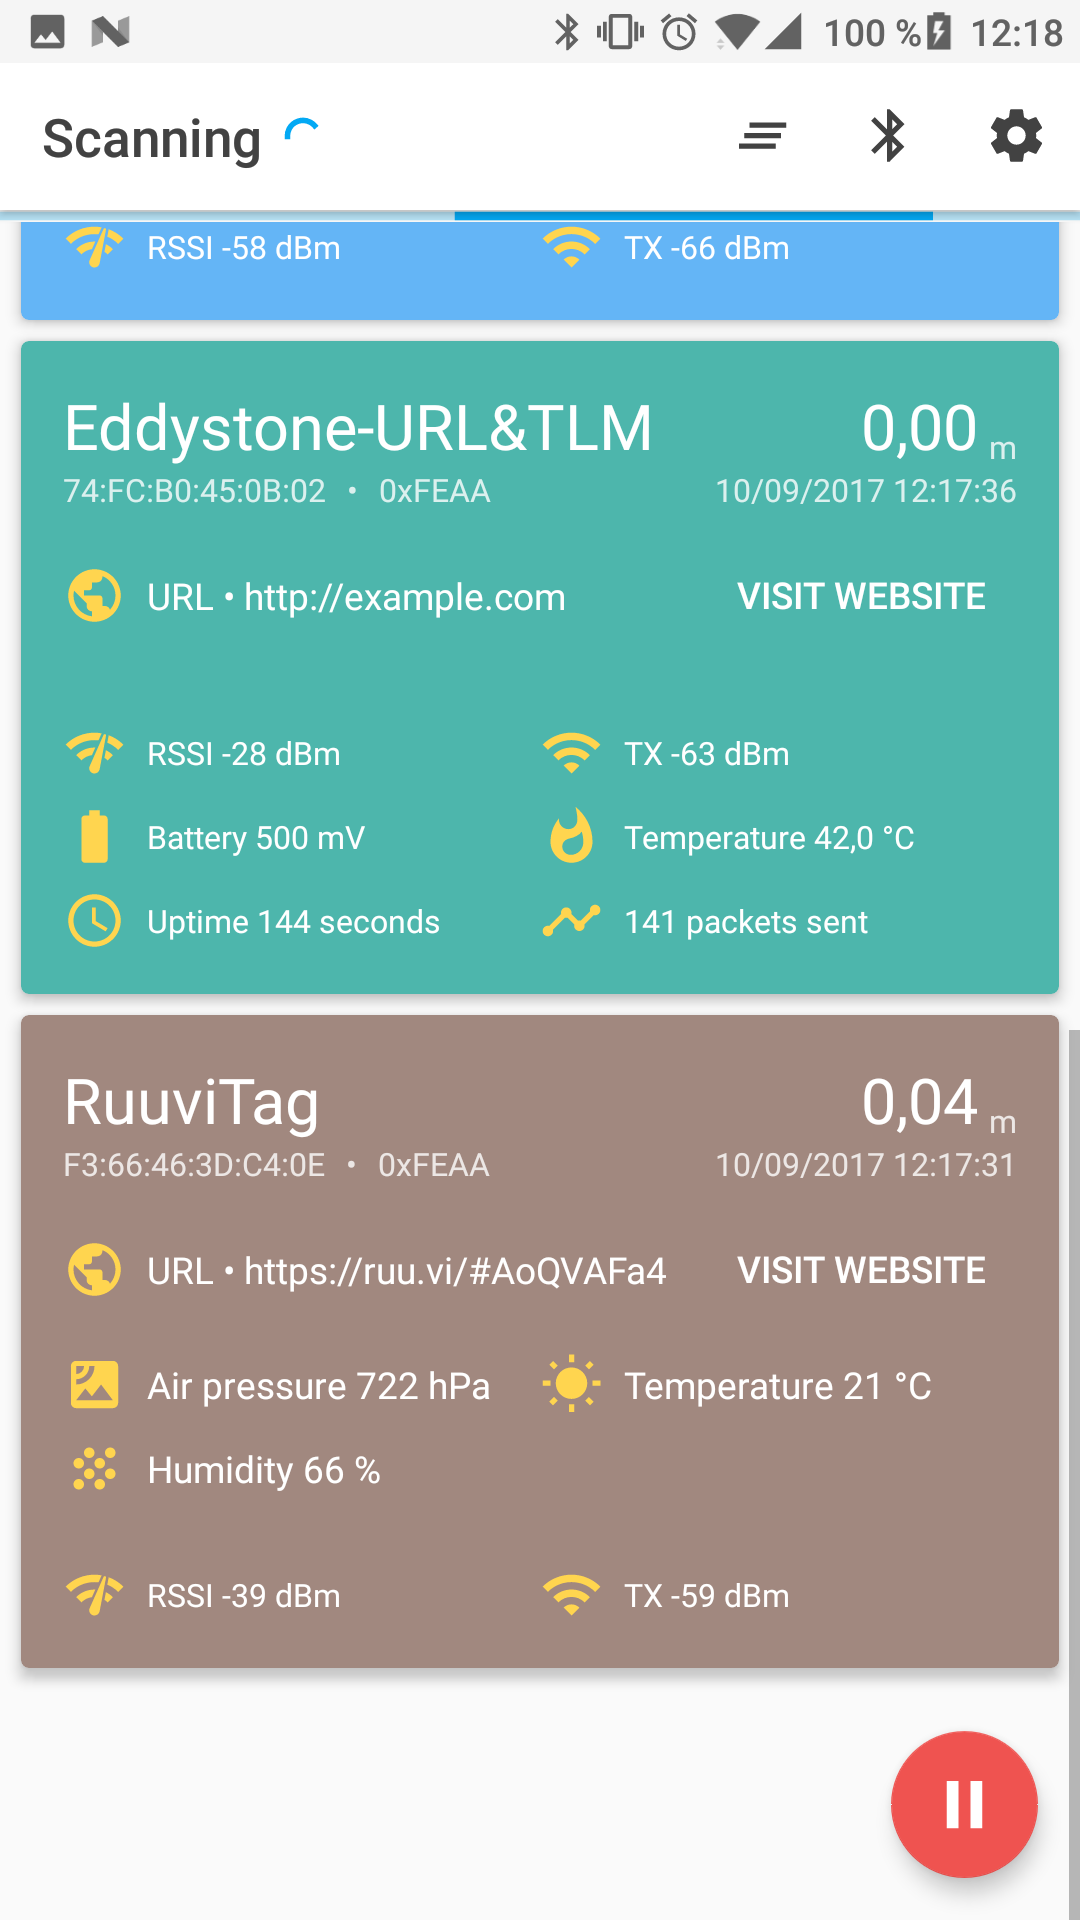 100 % 12:18
Scanning
RSSI -58 dBm TX -66 dBm
Eddystone-URL&TLM 0,00 m
74:FC:B0:45:0B:02 • 0xFEAA 10/09/2017 12:17:36
URL • http://example.com VISIT WEBSITE
RSSI -28 dBm TX -63 dBm
Battery 500 mV Temperature 42,0 °C
Uptime 144 seconds 141 packets sent
RuuviTag 0,04 m
F3:66:46:3D:C4:0E • 0xFEAA 10/09/2017 12:17:31
URL • https://ruu.vi/#AoQVAFa4 VISIT WEBSITE
Air pressure 722 hPa Temperature 21 °C
Humidity 66 %
RSSI -39 dBm TX -59 dBm